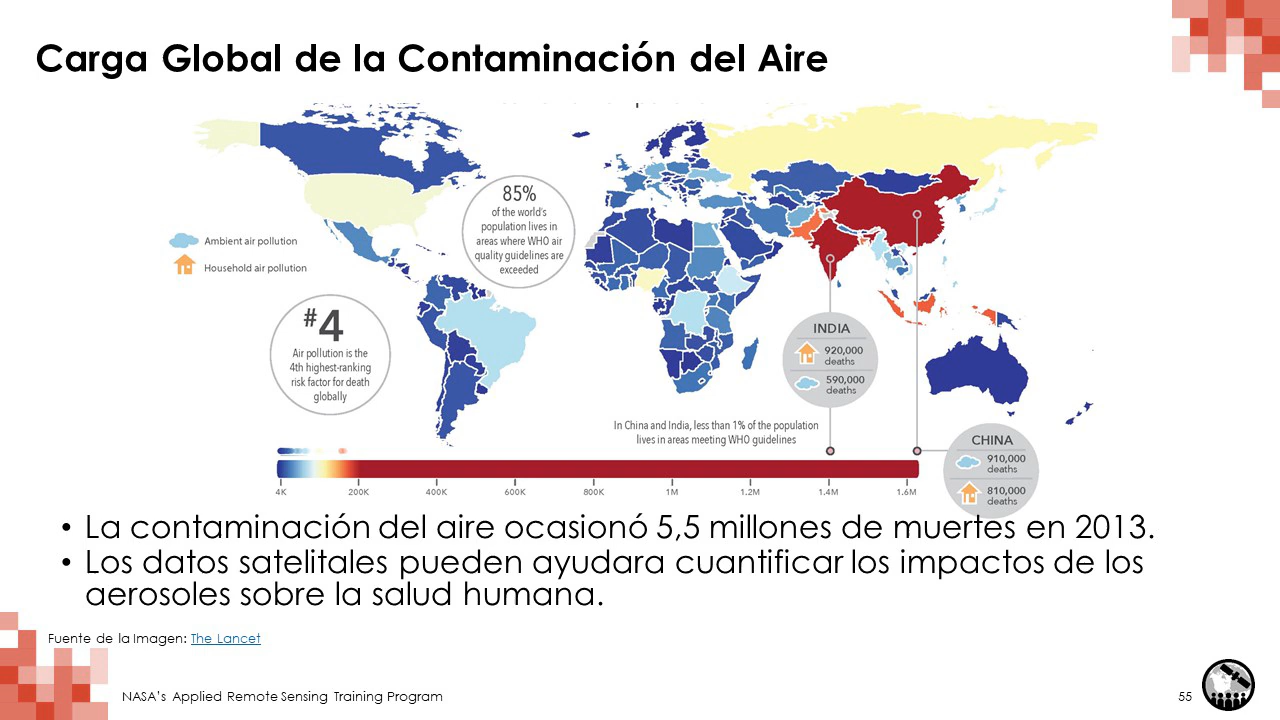 Carga Global de la Contaminación del Aire
85%
of the world's
population lives in
areas where WHO air
quality guidelines are
exceeded
Ambient air pollution
Household air pollution
#4
Air pollution is the
4th highest-ranking
risk factor for death
globally
INDIA
920,000
deaths
590,000
deaths
In China and India, less than 1% of the population
lives in areas meeting WHO guidelines
CHINA
910,000
deaths
810,000
deaths
4K 200K 400K 600K 800K 1M 1.2M 1.4M 1.6M
• La contaminación del aire ocasionó 5,5 millones de muertes en 2013.
• Los datos satelitales pueden ayudara cuantificar los impactos de los
aerosoles sobre la salud humana.
Fuente de la Imagen: The Lancet
NASA's Applied Remote Sensing Training Program
55